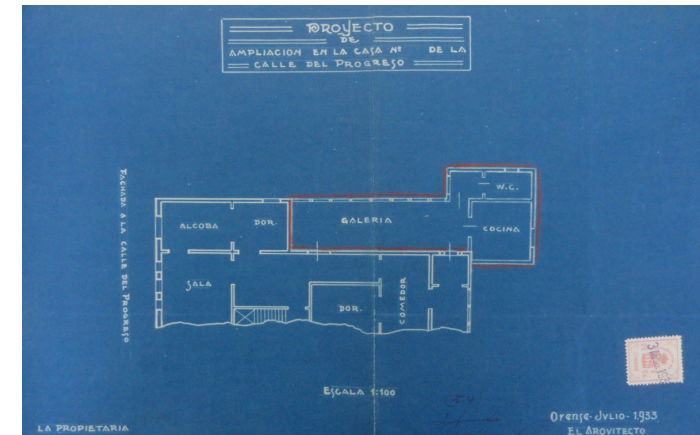 PROYECTO
DE
AMPLIACION EN LA CASA Nº DE LA
CALLE DEL PROGRESO
FACHADA A LA CALLE DEL PROGRESO
W.C.
ALCOBA
DOR.
GALERIA
COCINA
SALA
DOR.
COMEDOR
ESCALA 1:100
LA PROPIETARIA
Orense-JULIO-1933
EL ARQVITECTO